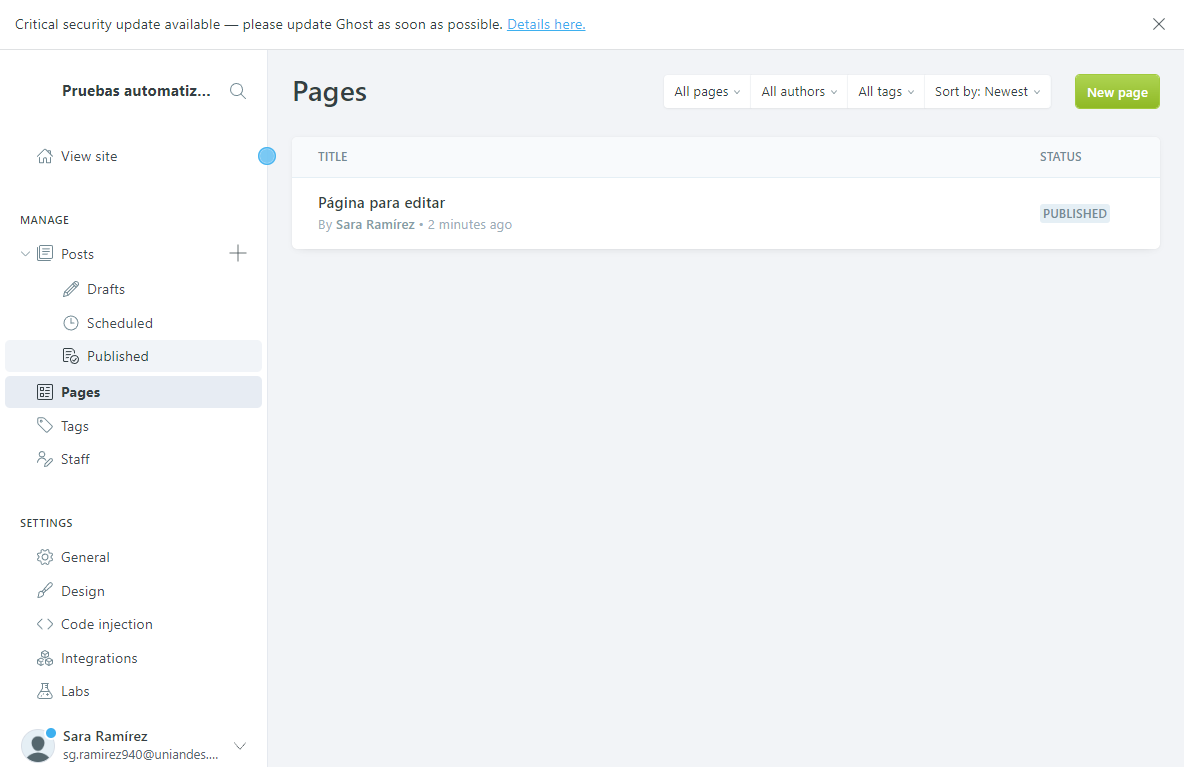 Critical security update available — please update Ghost as soon as possible. Details here.
Pruebas automatiz...
View site
MANAGE
Posts
Drafts
Scheduled
Published
Pages
Tags
Staff
SETTINGS
General
Design
Code injection
Integrations
Labs
Sara Ramírez
sg.ramirez940@uniandes....
Pages
All pages
All authors
All tags
Sort by: Newest
New page
TITLE STATUS
Página para editar
By Sara Ramírez • 2 minutes ago
PUBLISHED